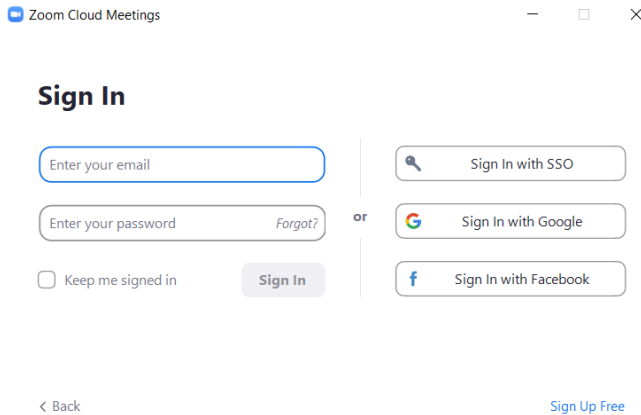 Zoom Cloud Meetings
Sign In
Enter your email
Enter your password Forgot?
Keep me signed in Sign In
or
Sign In with SSO
Sign In with Google
Sign In with Facebook
Back
Sign Up Free